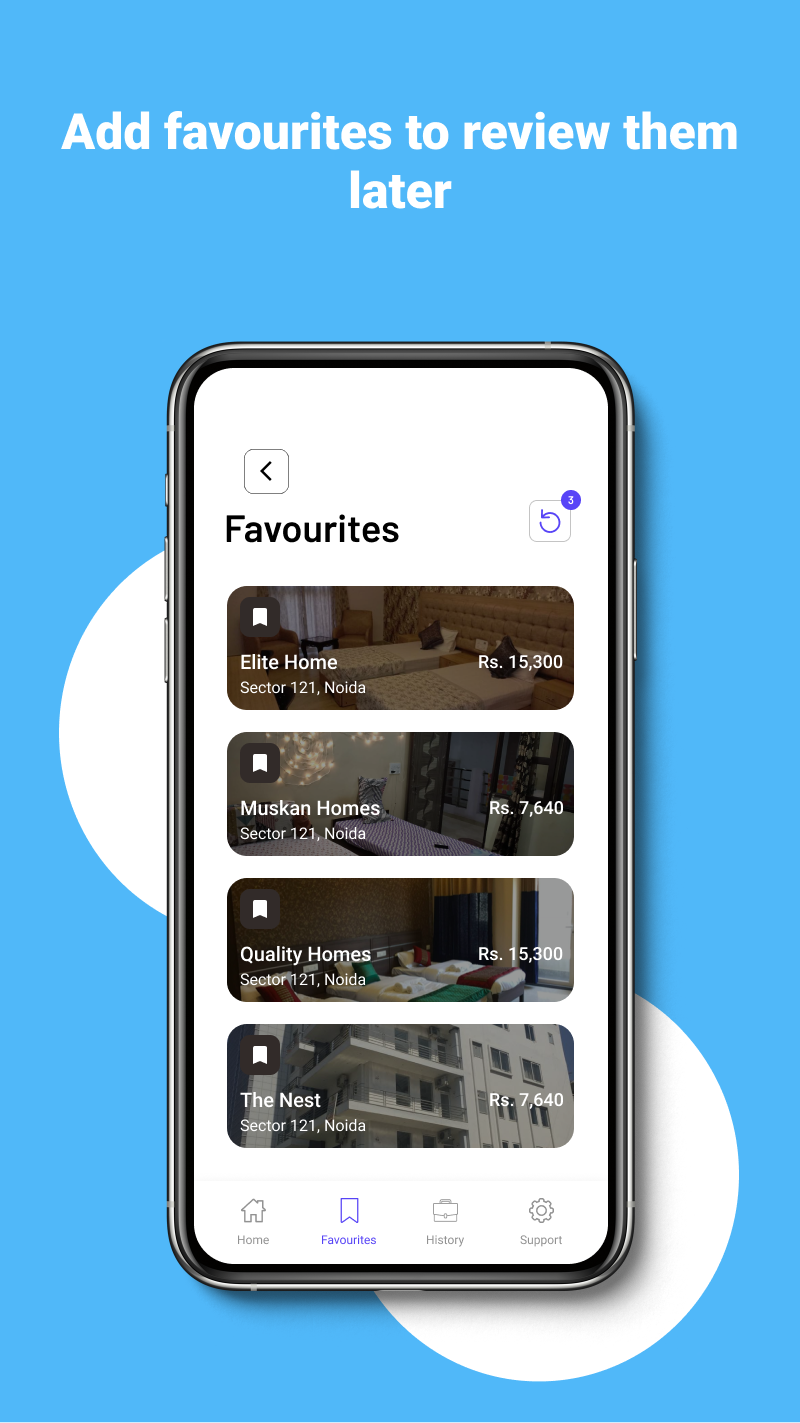 Add favourites to review them
later
3
Favourites
Elite Home
Rs. 15,300
Sector 121, Noida
Muskan Homes
Rs. 7,640
Sector 121, Noida
Quality Homes
Rs. 15,300
Sector 121, Noida
The Nest
Rs. 7,640
Sector 121, Noida
Home
Favourites
History
Support